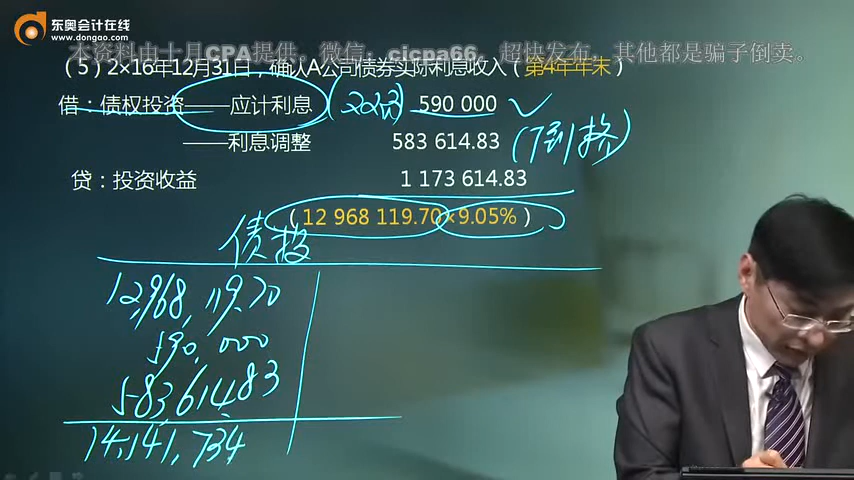 东奥会计在线
www.dongao.com
本资料由十月CPA提供。微信：cicpa66。超快发布，其他都是骗子倒卖。
（5）2×16年12月31日，确认A公司债券实际利息收入（第4年年末）
借：债权投资——应计利息 590 000
——利息调整 583 614.83
（倒挤）
贷：投资收益 1 173 614.83
（12 968 119.70×9.05%）
债投
12,968,119.70
590,000
583,614.83
14,141,734